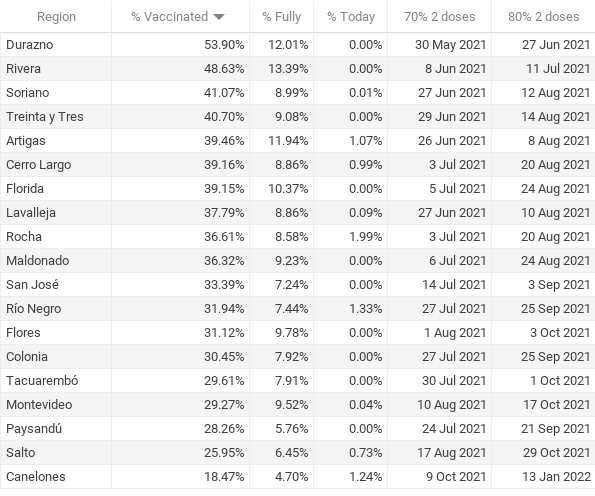 Region % Vaccinated % Fully % Today 70% 2 doses 80% 2 doses
Durazno 53.90% 12.01% 0.00% 30 May 2021 27 Jun 2021
Rivera 48.63% 13.39% 0.00% 8 Jun 2021 11 Jul 2021
Soriano 41.07% 8.99% 0.01% 27 Jun 2021 12 Aug 2021
Treinta y Tres 40.70% 9.08% 0.00% 29 Jun 2021 14 Aug 2021
Artigas 39.46% 11.94% 1.07% 26 Jun 2021 8 Aug 2021
Cerro Largo 39.16% 8.86% 0.99% 3 Jul 2021 20 Aug 2021
Florida 39.15% 10.37% 0.00% 5 Jul 2021 24 Aug 2021
Lavalleja 37.79% 8.86% 0.09% 27 Jun 2021 10 Aug 2021
Rocha 36.61% 8.58% 1.99% 3 Jul 2021 20 Aug 2021
Maldonado 36.32% 9.23% 0.00% 6 Jul 2021 24 Aug 2021
San José 33.39% 7.24% 0.00% 14 Jul 2021 3 Sep 2021
Río Negro 31.94% 7.44% 1.33% 27 Jul 2021 25 Sep 2021
Flores 31.12% 9.78% 0.00% 1 Aug 2021 3 Oct 2021
Colonia 30.45% 7.92% 0.00% 27 Jul 2021 25 Sep 2021
Tacuarembó 29.61% 7.91% 0.00% 30 Jul 2021 1 Oct 2021
Montevideo 29.27% 9.52% 0.04% 10 Aug 2021 17 Oct 2021
Paysandú 28.26% 5.76% 0.00% 24 Jul 2021 21 Sep 2021
Salto 25.95% 6.45% 0.73% 17 Aug 2021 29 Oct 2021
Canelones 18.47% 4.70% 1.24% 9 Oct 2021 13 Jan 2022